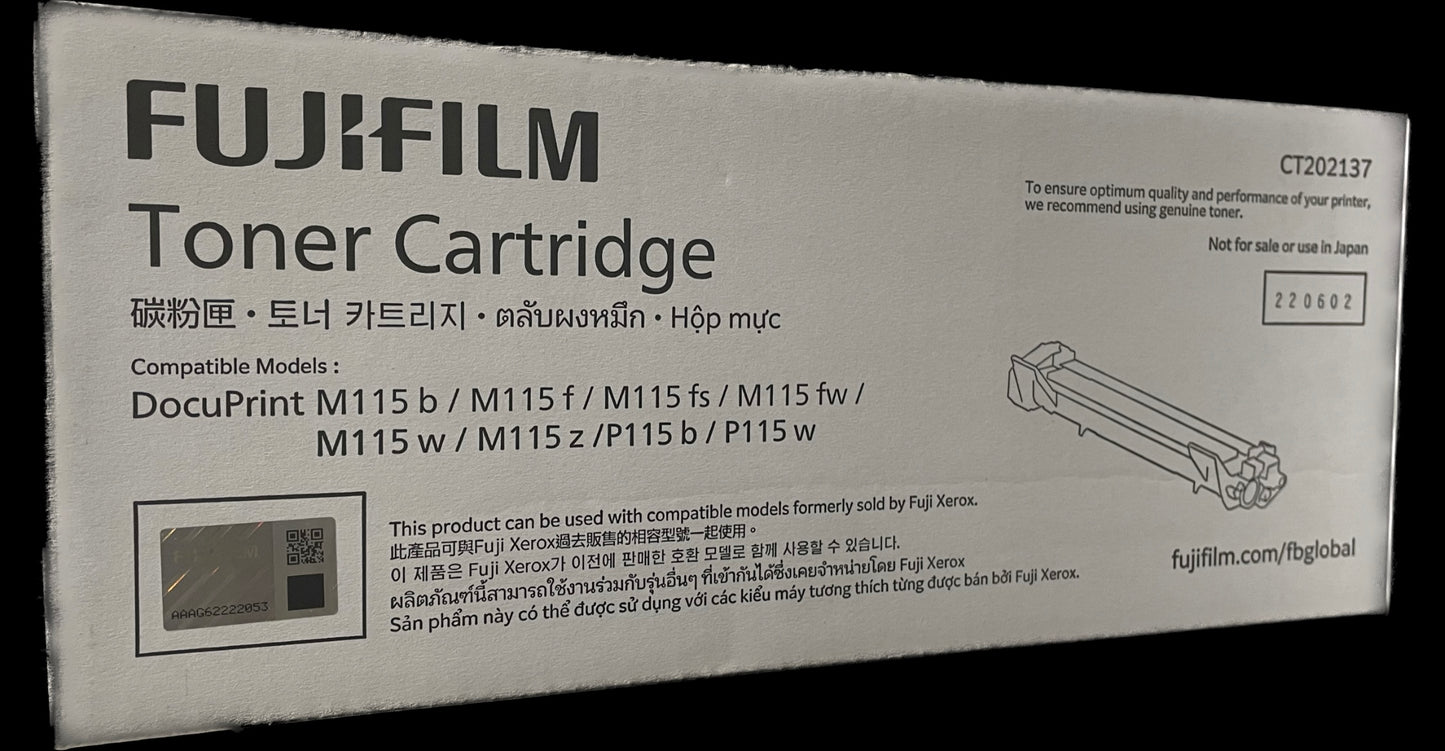 FUJIFILM
Toner Cartridge
碳粉匣・토너 카트리지・ตลับผงหมึก・Hộp mực
Compatible Models :
DocuPrint M115 b / M115 f / M115 fs / M115 fw /
M115 w / M115 z /P115 b / P115 w
CT202137
To ensure optimum quality and performance of your printer,
we recommend using genuine toner.
Not for sale or use in Japan
220602
AAAG62222053
This product can be used with compatible models formerly sold by Fuji Xerox.
此產品可與Fuji Xerox過去販售的相容型號一起使用。
이 제품은 Fuji Xerox가 이전에 판매한 호환 모델로 함께 사용할 수 있습니다.
ผลิตภัณฑ์นี้สามารถใช้งานร่วมกับรุ่นอื่นๆ ที่เข้ากันได้ซึ่งเคยจำหน่ายโดย Fuji Xerox
Sản phẩm này có thể được sử dụng với các kiểu máy tương thích từng được bán bởi Fuji Xerox.
fujifilm.com/fbglobal